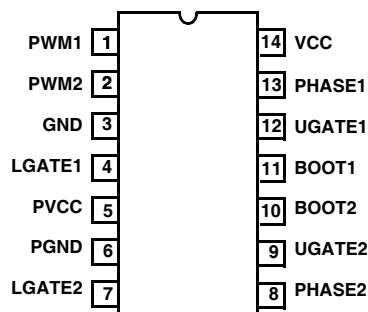 PWM1 1 14 VCC
PWM2 2 13 PHASE1
GND 3 12 UGATE1
LGATE1 4 11 BOOT1
PVCC 5 10 BOOT2
PGND 6 9 UGATE2
LGATE2 7 8 PHASE2